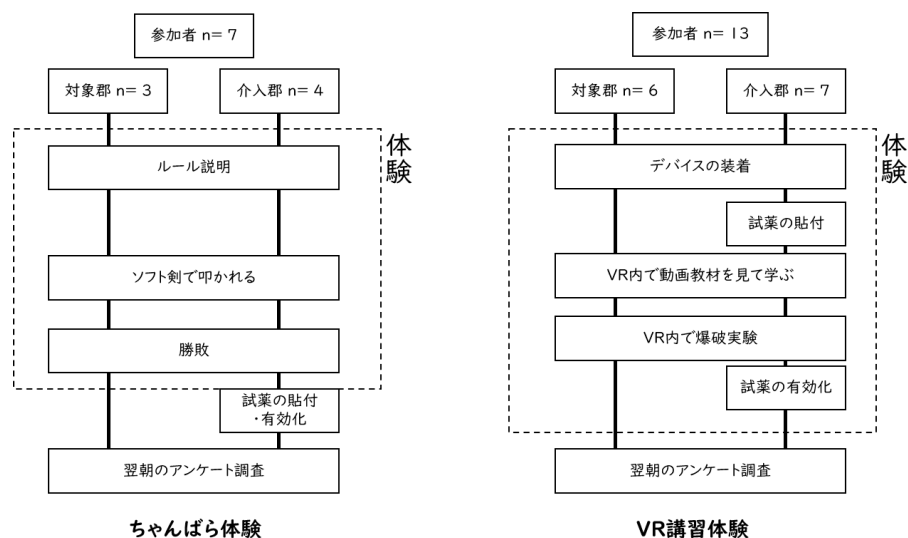 参加者 n= 7
対象郡 n= 3
介入郡 n= 4
体験
ルール説明
ソフト剣で叩かれる
勝敗
試薬の貼付
・有効化
翌朝のアンケート調査
ちゃんばら体験
参加者 n= 13
対象郡 n= 6
介入郡 n= 7
体験
デバイスの装着
試薬の貼付
VR内で動画教材を見て学ぶ
VR内で爆破実験
試薬の有効化
翌朝のアンケート調査
VR講習体験